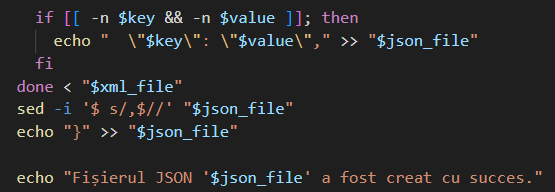 if [[ -n $key && -n $value ]]; then
echo "  \"$key\": \"$value\"," >> "$json_file"
fi
done < "$xml_file"
sed -i '$ s/,$//' "$json_file"
echo "}" >> "$json_file"
echo "Fișierul JSON '$json_file' a fost creat cu succes."